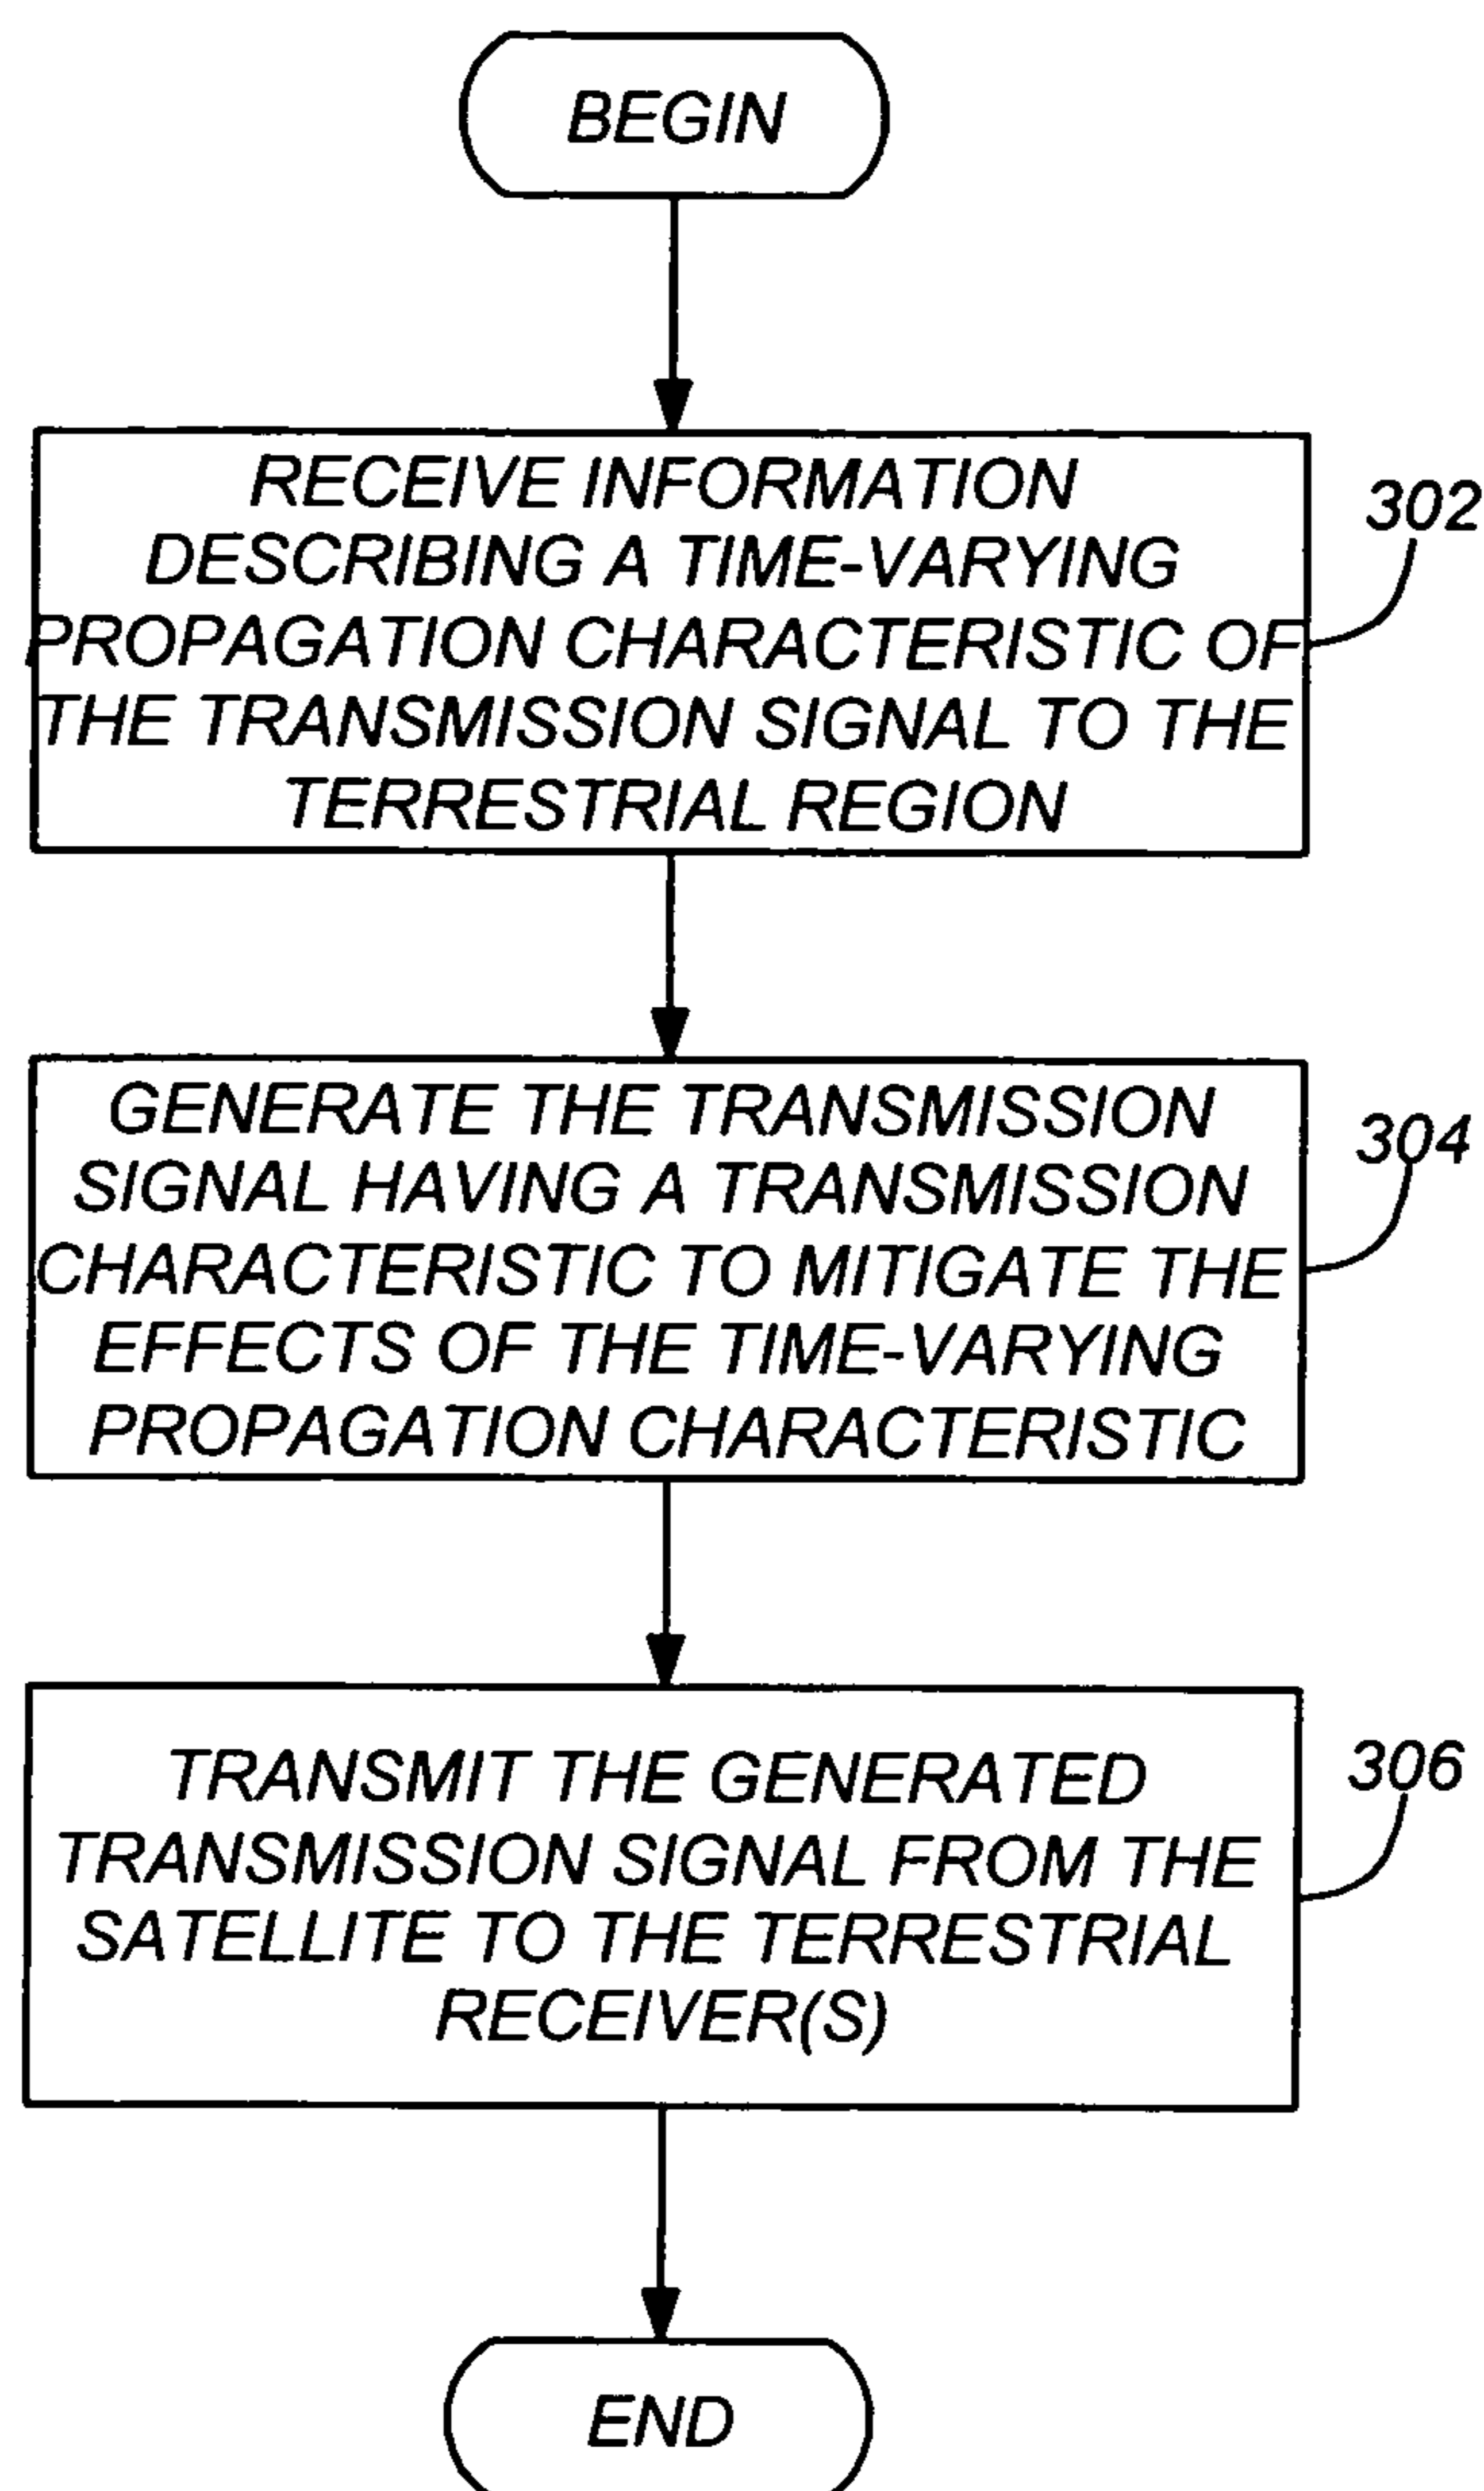 BEGIN
RECEIVE INFORMATION
DESCRIBING A TIME-VARYING
PROPAGATION CHARACTERISTIC OF
THE TRANSMISSION SIGNAL TO THE
TERRESTRIAL REGION
302
GENERATE THE TRANSMISSION
SIGNAL HAVING A TRANSMISSION
CHARACTERISTIC TO MITIGATE THE
EFFECTS OF THE TIME-VARYING
PROPAGATION CHARACTERISTIC
304
TRANSMIT THE GENERATED
TRANSMISSION SIGNAL FROM THE
SATELLITE TO THE TERRESTRIAL
RECEIVER(S)
306
END